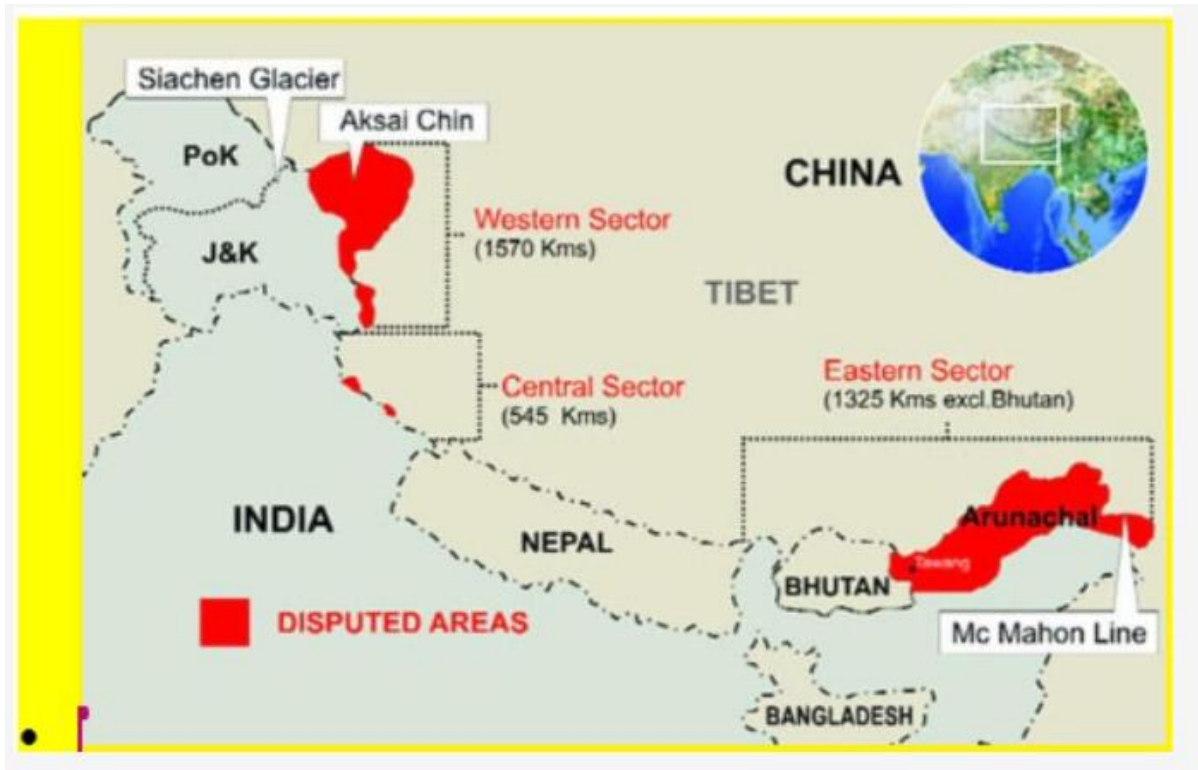 Siachen Glacier
Aksai Chin
PoK
CHINA
Western Sector
(1570 Kms)
J&K
TIBET
Eastern Sector
(1325 Kms excl.Bhutan)
Central Sector
(545 Kms)
INDIA
NEPAL
Arunachal
Tawang
BHUTAN
DISPUTED AREAS
Mc Mahon Line
BANGLADESH